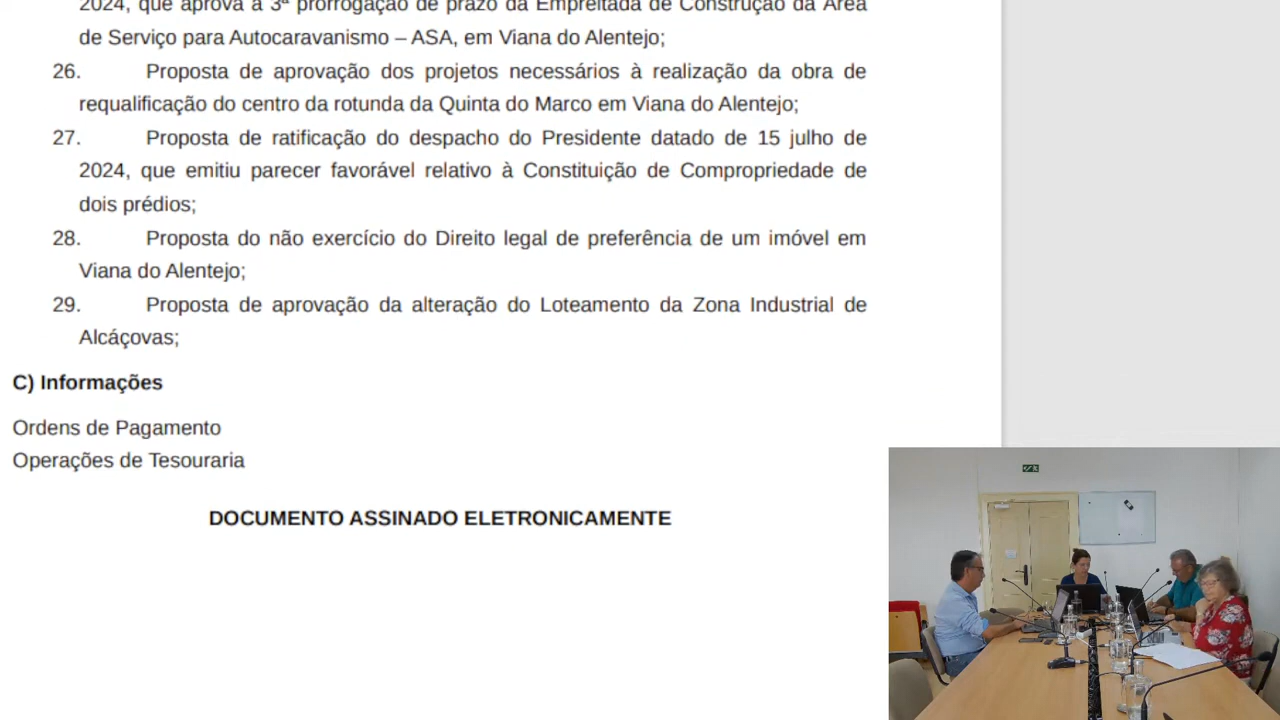 2024, que aprova a 3ª prorrogação de prazo da Empreitada de Construção da Área
de Serviço para Autocaravanismo – ASA, em Viana do Alentejo;
26. Proposta de aprovação dos projetos necessários à realização da obra de
requalificação do centro da rotunda da Quinta do Marco em Viana do Alentejo;
27. Proposta de ratificação do despacho do Presidente datado de 15 julho de
2024, que emitiu parecer favorável relativo à Constituição de Compropriedade de
dois prédios;
28. Proposta do não exercício do Direito legal de preferência de um imóvel em
Viana do Alentejo;
29. Proposta de aprovação da alteração do Loteamento da Zona Industrial de
Alcáçovas;
C) Informações
Ordens de Pagamento
Operações de Tesouraria
DOCUMENTO ASSINADO ELETRONICAMENTE